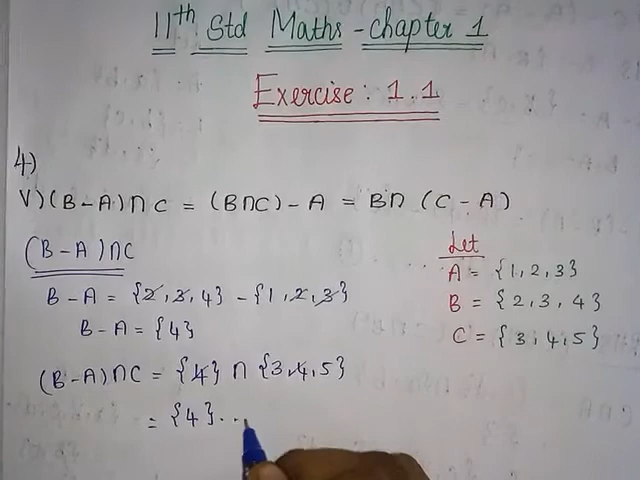 11th Std Maths - chapter 1
Exercise : 1.1
4)
V) (B - A) ∩ C = (B∩C) - A = B∩ (C - A)
(B - A) ∩C
B - A = {2, 3, 4} - {1, 2, 3}
B - A = {4}
(B - A) ∩ C = {4} ∩ {3, 4, 5}
= {4} . . .
Let
A = {1, 2, 3}
B = {2, 3, 4}
C = {3, 4, 5}